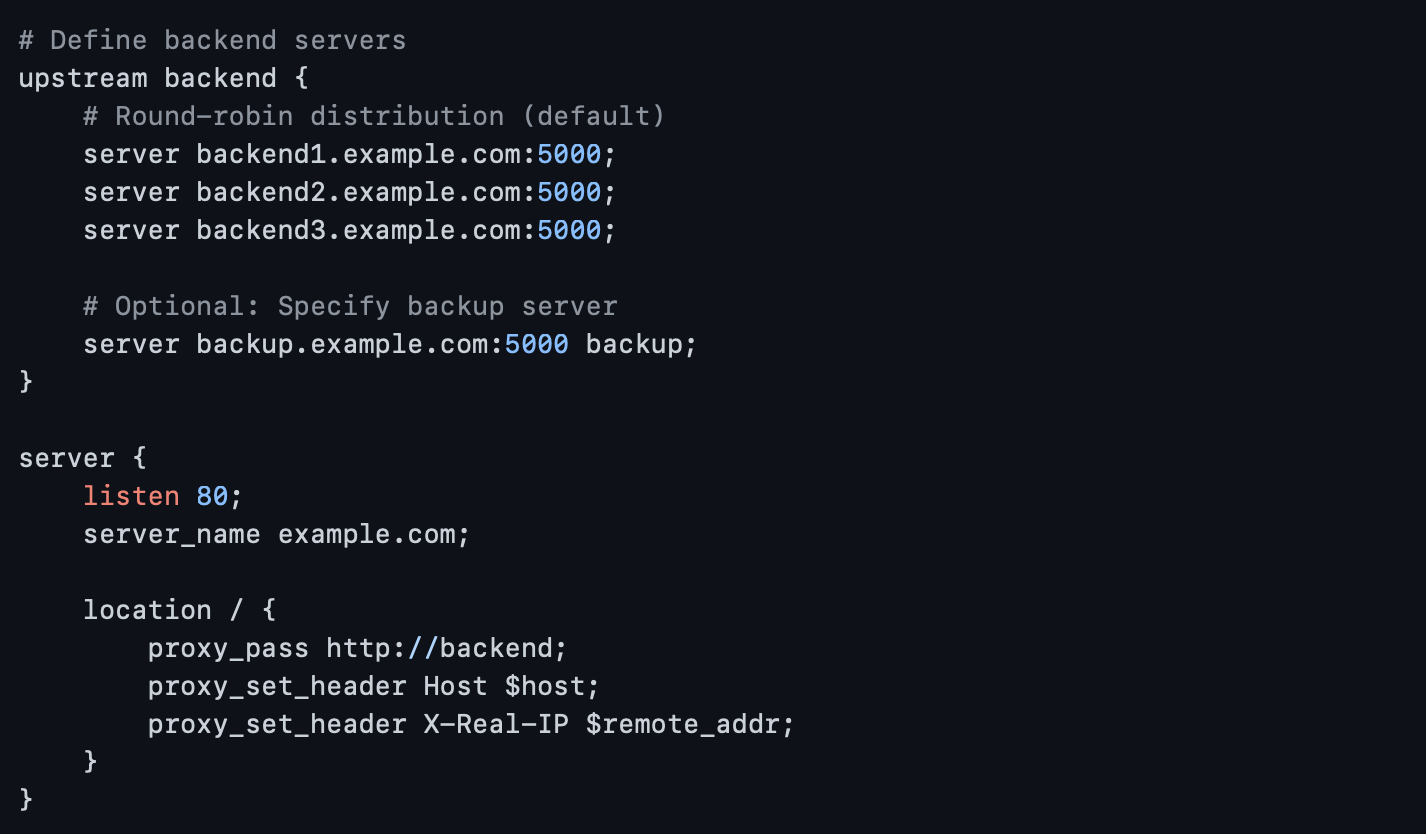 # Define backend servers
upstream backend {
    # Round-robin distribution (default)
    server backend1.example.com:5000;
    server backend2.example.com:5000;
    server backend3.example.com:5000;

    # Optional: Specify backup server
    server backup.example.com:5000 backup;
}

server {
    listen 80;
    server_name example.com;

    location / {
        proxy_pass http://backend;
        proxy_set_header Host $host;
        proxy_set_header X-Real-IP $remote_addr;
    }
}